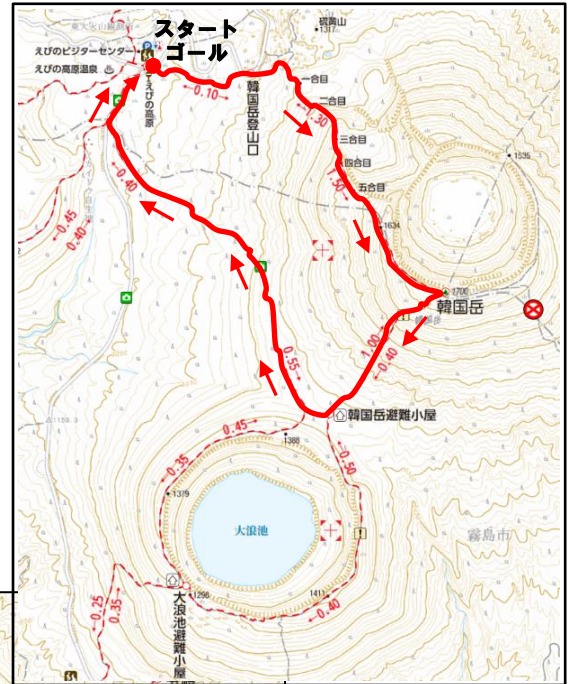 スタート
ゴール
硫黄山
1317
えびのビジターセンター
えびの高原温泉
えびの高原
韓国岳登山口
←0.10
一合目
二合目
1.30
三合目
四合目
1.50
五合目
1535
1634
←0.40
0.45
0.40
1700
韓国岳
1.00
←0.40
0.55
韓国岳避難小屋
←0.45
1388
←0.50
←0.35
1379
大浪池
霧島市
1159.3
1296
1411
←0.40
←0.25
0.35
大浪池避難小屋